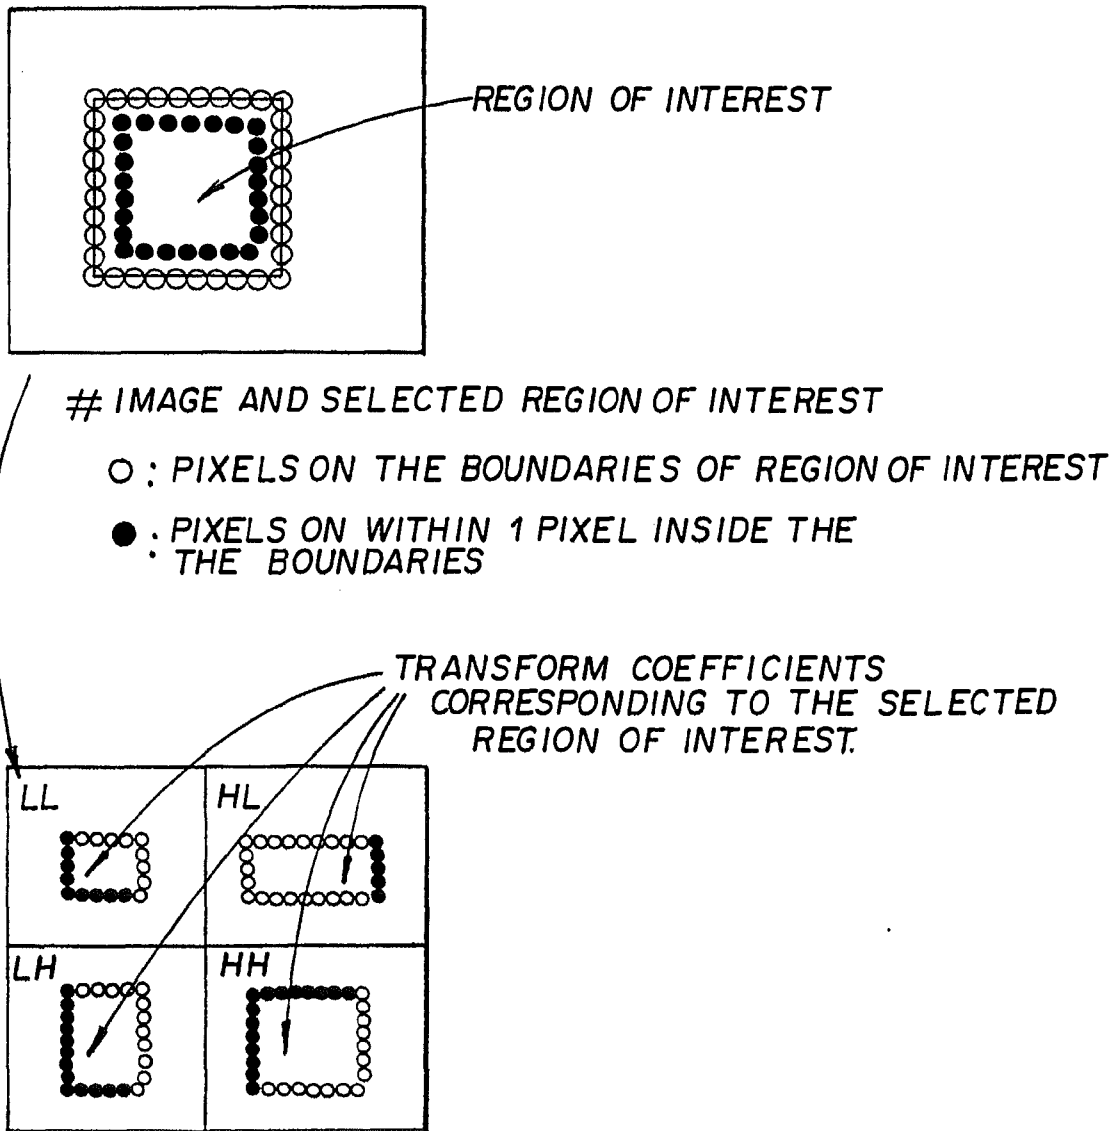 REGION OF INTEREST
# IMAGE AND SELECTED REGION OF INTEREST
○ : PIXELS ON THE BOUNDARIES OF REGION OF INTEREST
● : PIXELS ON WITHIN 1 PIXEL INSIDE THE
THE BOUNDARIES
TRANSFORM COEFFICIENTS
CORRESPONDING TO THE SELECTED
REGION OF INTEREST.
LL
HL
LH
HH